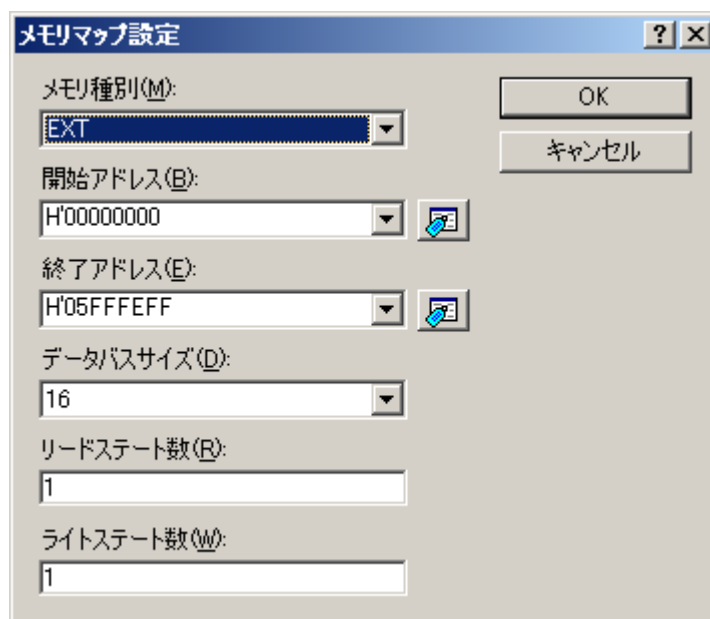 メモリマップ設定
メモリ種別(M):
EXT
OK
キャンセル
開始アドレス(B):
H'00000000
終了アドレス(E):
H'05FFFEFF
データバスサイズ(D):
16
リードステート数(R):
1
ライトステート数(W):
1